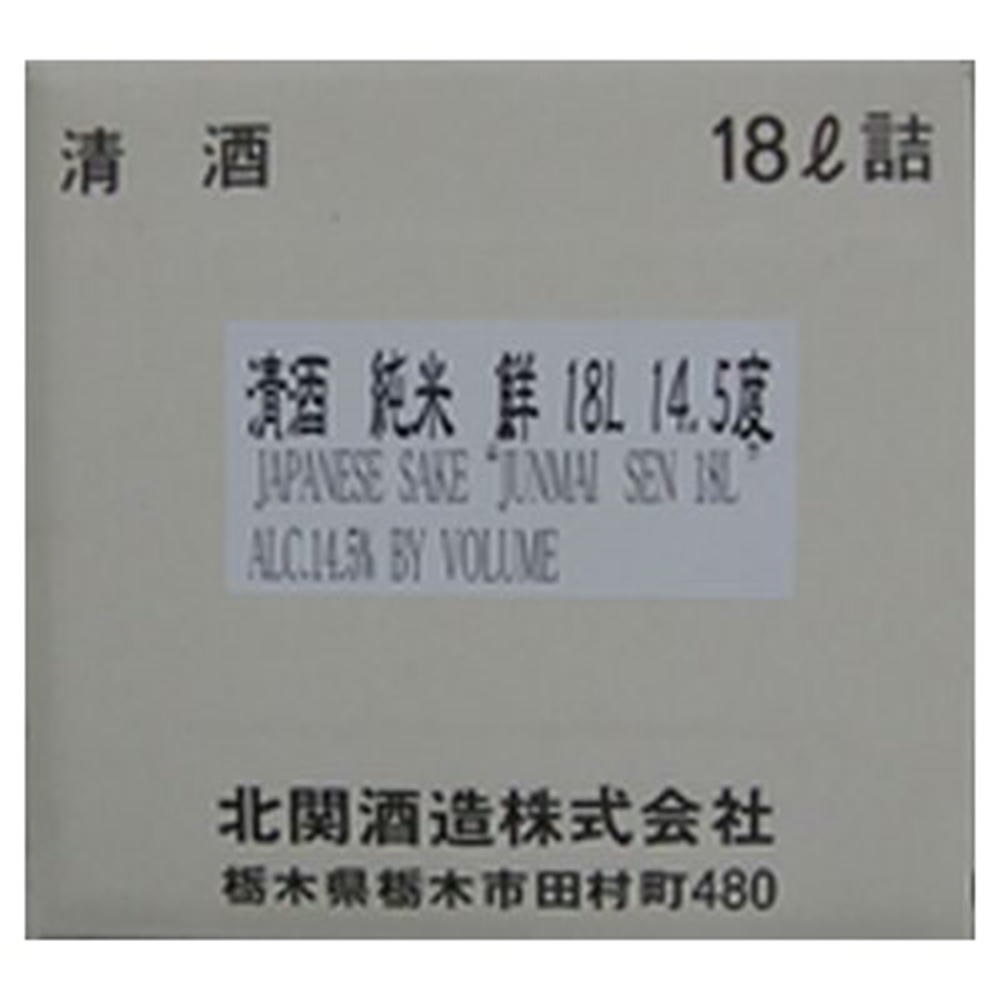 清 酒 18ℓ詰
清酒 純米 鮮 18L 14.5度
JAPANESE SAKE "JUNMAI SEN 18L"
ALC.14.5% BY VOLUME
北関酒造株式会社
栃木県栃木市田村町480